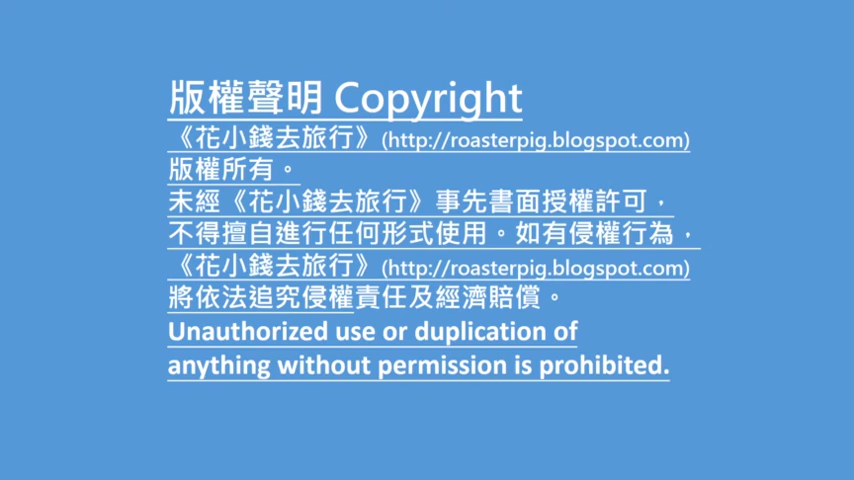 版權聲明 Copyright
《花小錢去旅行》(http://roasterpig.blogspot.com)
版權所有。
未經《花小錢去旅行》事先書面授權許可，
不得擅自進行任何形式使用。如有侵權行為，
《花小錢去旅行》(http://roasterpig.blogspot.com)
將依法追究侵權責任及經濟賠償。
Unauthorized use or duplication of
anything without permission is prohibited.